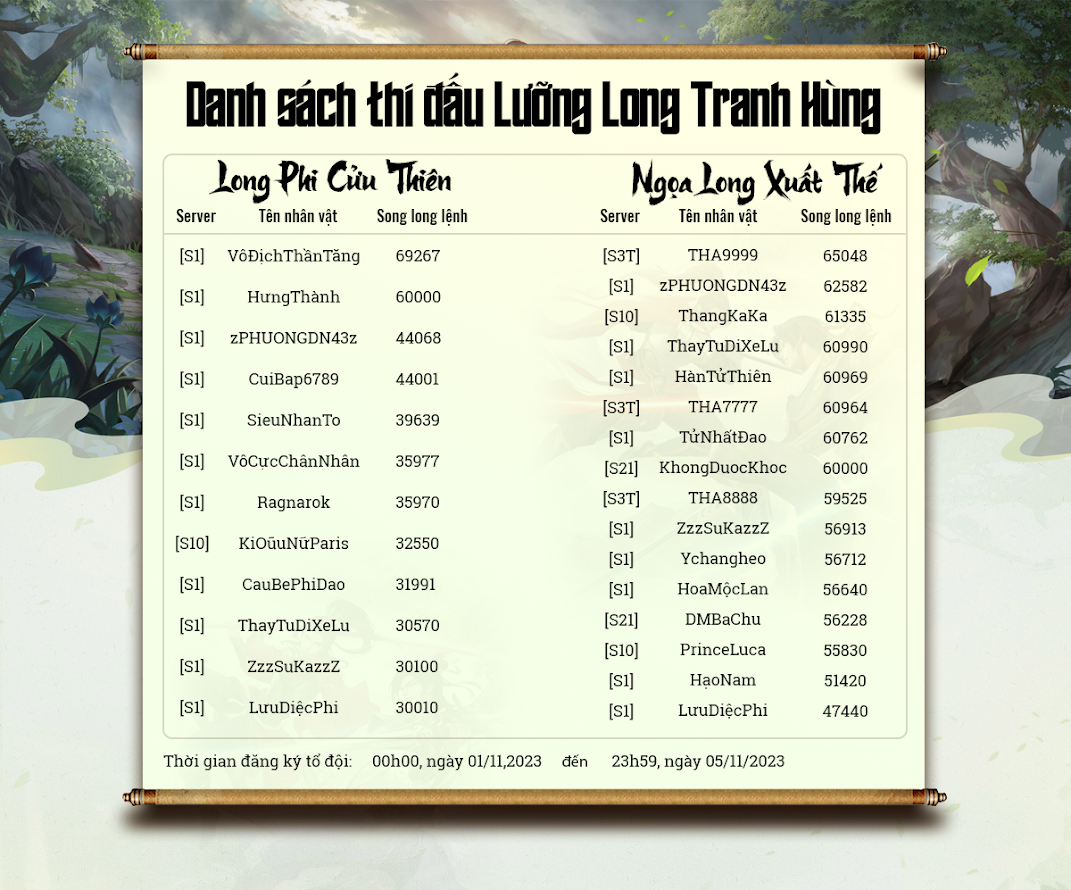 Danh sách thi đấu Lưỡng Long Tranh Hùng
Long Phi Cửu Thiên
Server Tên nhân vật Song long lệnh
[S1] VôĐịchThầnTăng 69267
[S1] HưngThành 60000
[S1] zPHUONGDN43z 44068
[S1] CuiBap6789 44001
[S1] SieuNhanTo 39639
[S1] VôCựcChânNhân 35977
[S1] Ragnarok 35970
[S10] KiOũuNữParis 32550
[S1] CauBePhiDao 31991
[S1] ThayTuDiXeLu 30570
[S1] ZzzSuKazzZ 30100
[S1] LưuDiệcPhi 30010
Ngọa Long Xuất Thế
Server Tên nhân vật Song long lệnh
[S3T] THA9999 65048
[S1] zPHUONGDN43z 62582
[S10] ThangKaKa 61335
[S1] ThayTuDiXeLu 60990
[S1] HànTửThiên 60969
[S3T] THA7777 60964
[S1] TửNhấtĐao 60762
[S21] KhongDuocKhoc 60000
[S3T] THA8888 59525
[S1] ZzzSuKazzZ 56913
[S1] Ychangheo 56712
[S1] HoaMộcLan 56640
[S21] DMBaChu 56228
[S10] PrinceLuca 55830
[S1] HạoNam 51420
[S1] LưuDiệcPhi 47440
Thời gian đăng ký tổ đội: 00h00, ngày 01/11,2023 đến 23h59, ngày 05/11/2023